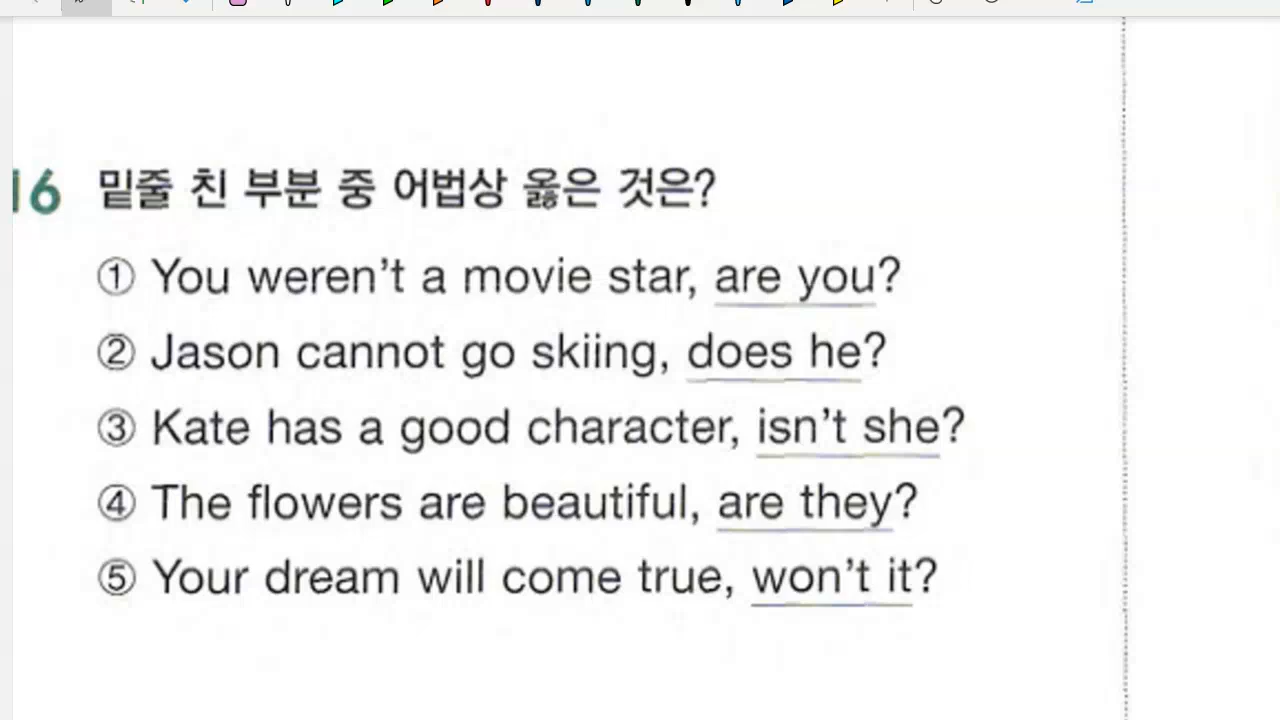 16 밑줄 친 부분 중 어법상 옳은 것은?
① You weren't a movie star, are you?
② Jason cannot go skiing, does he?
③ Kate has a good character, isn't she?
④ The flowers are beautiful, are they?
⑤ Your dream will come true, won't it?